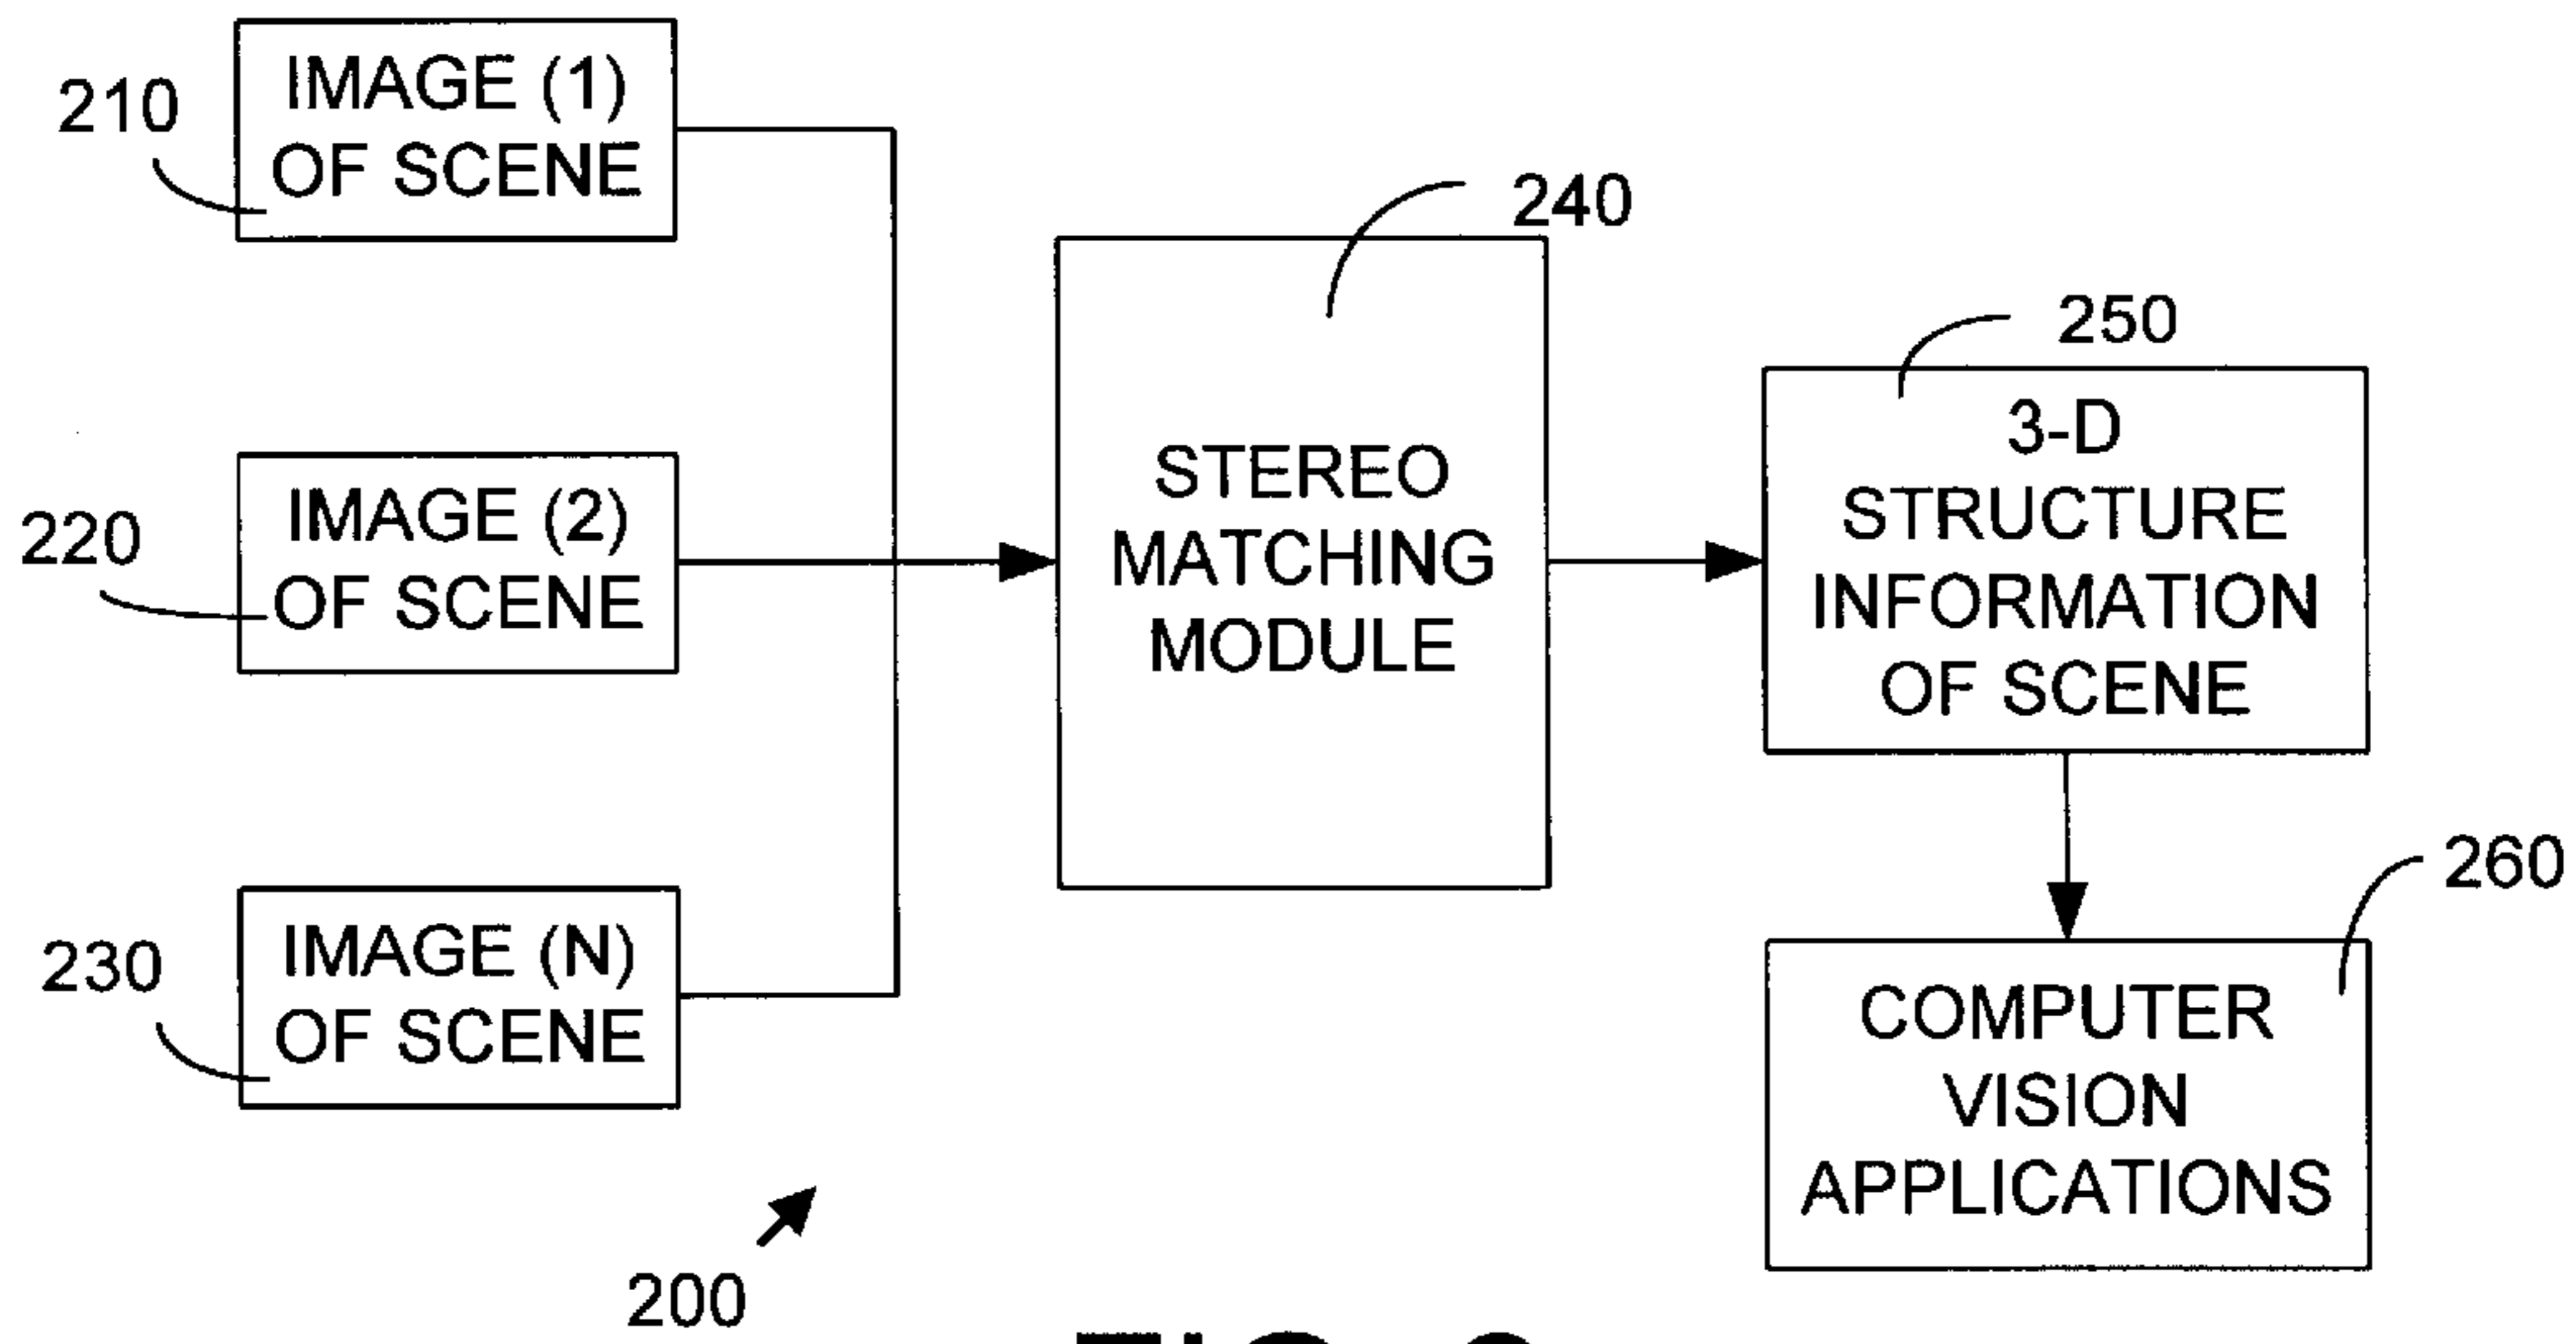 210
IMAGE (1)
OF SCENE
220
IMAGE (2)
OF SCENE
230
IMAGE (N)
OF SCENE
240
STEREO
MATCHING
MODULE
250
3-D
STRUCTURE
INFORMATION
OF SCENE
260
COMPUTER
VISION
APPLICATIONS
200